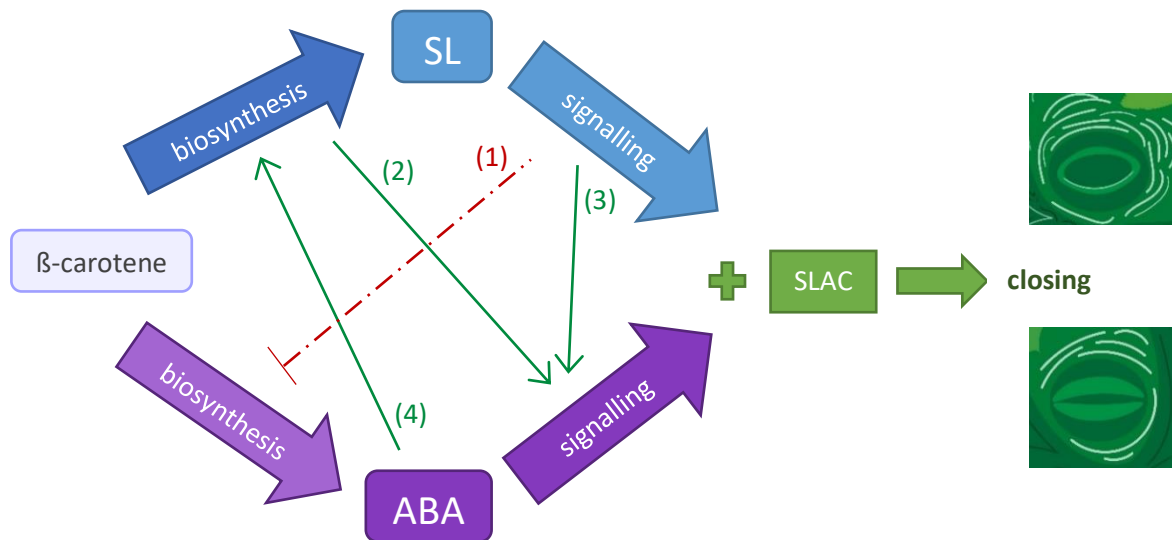 SL
biosynthesis
signalling
(1)
(2)
(3)
ß-carotene
SLAC
closing
biosynthesis
(4)
signalling
ABA